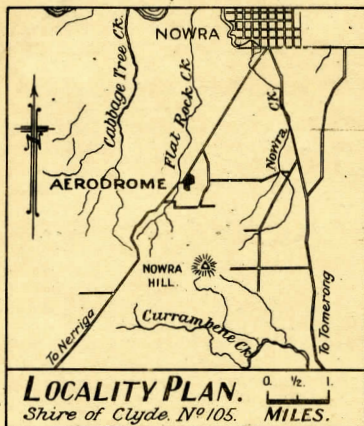 NOWRA
Cabbage Tree Ck.
Flat Rock Ck.
Nowra Ck.
AERODROME
NOWRA
HILL.
Currambene Ck.
To Nerriga
To Tomerong
LOCALITY PLAN.
Shire of Clyde. Nº 105.
0. ½. 1.
MILES.